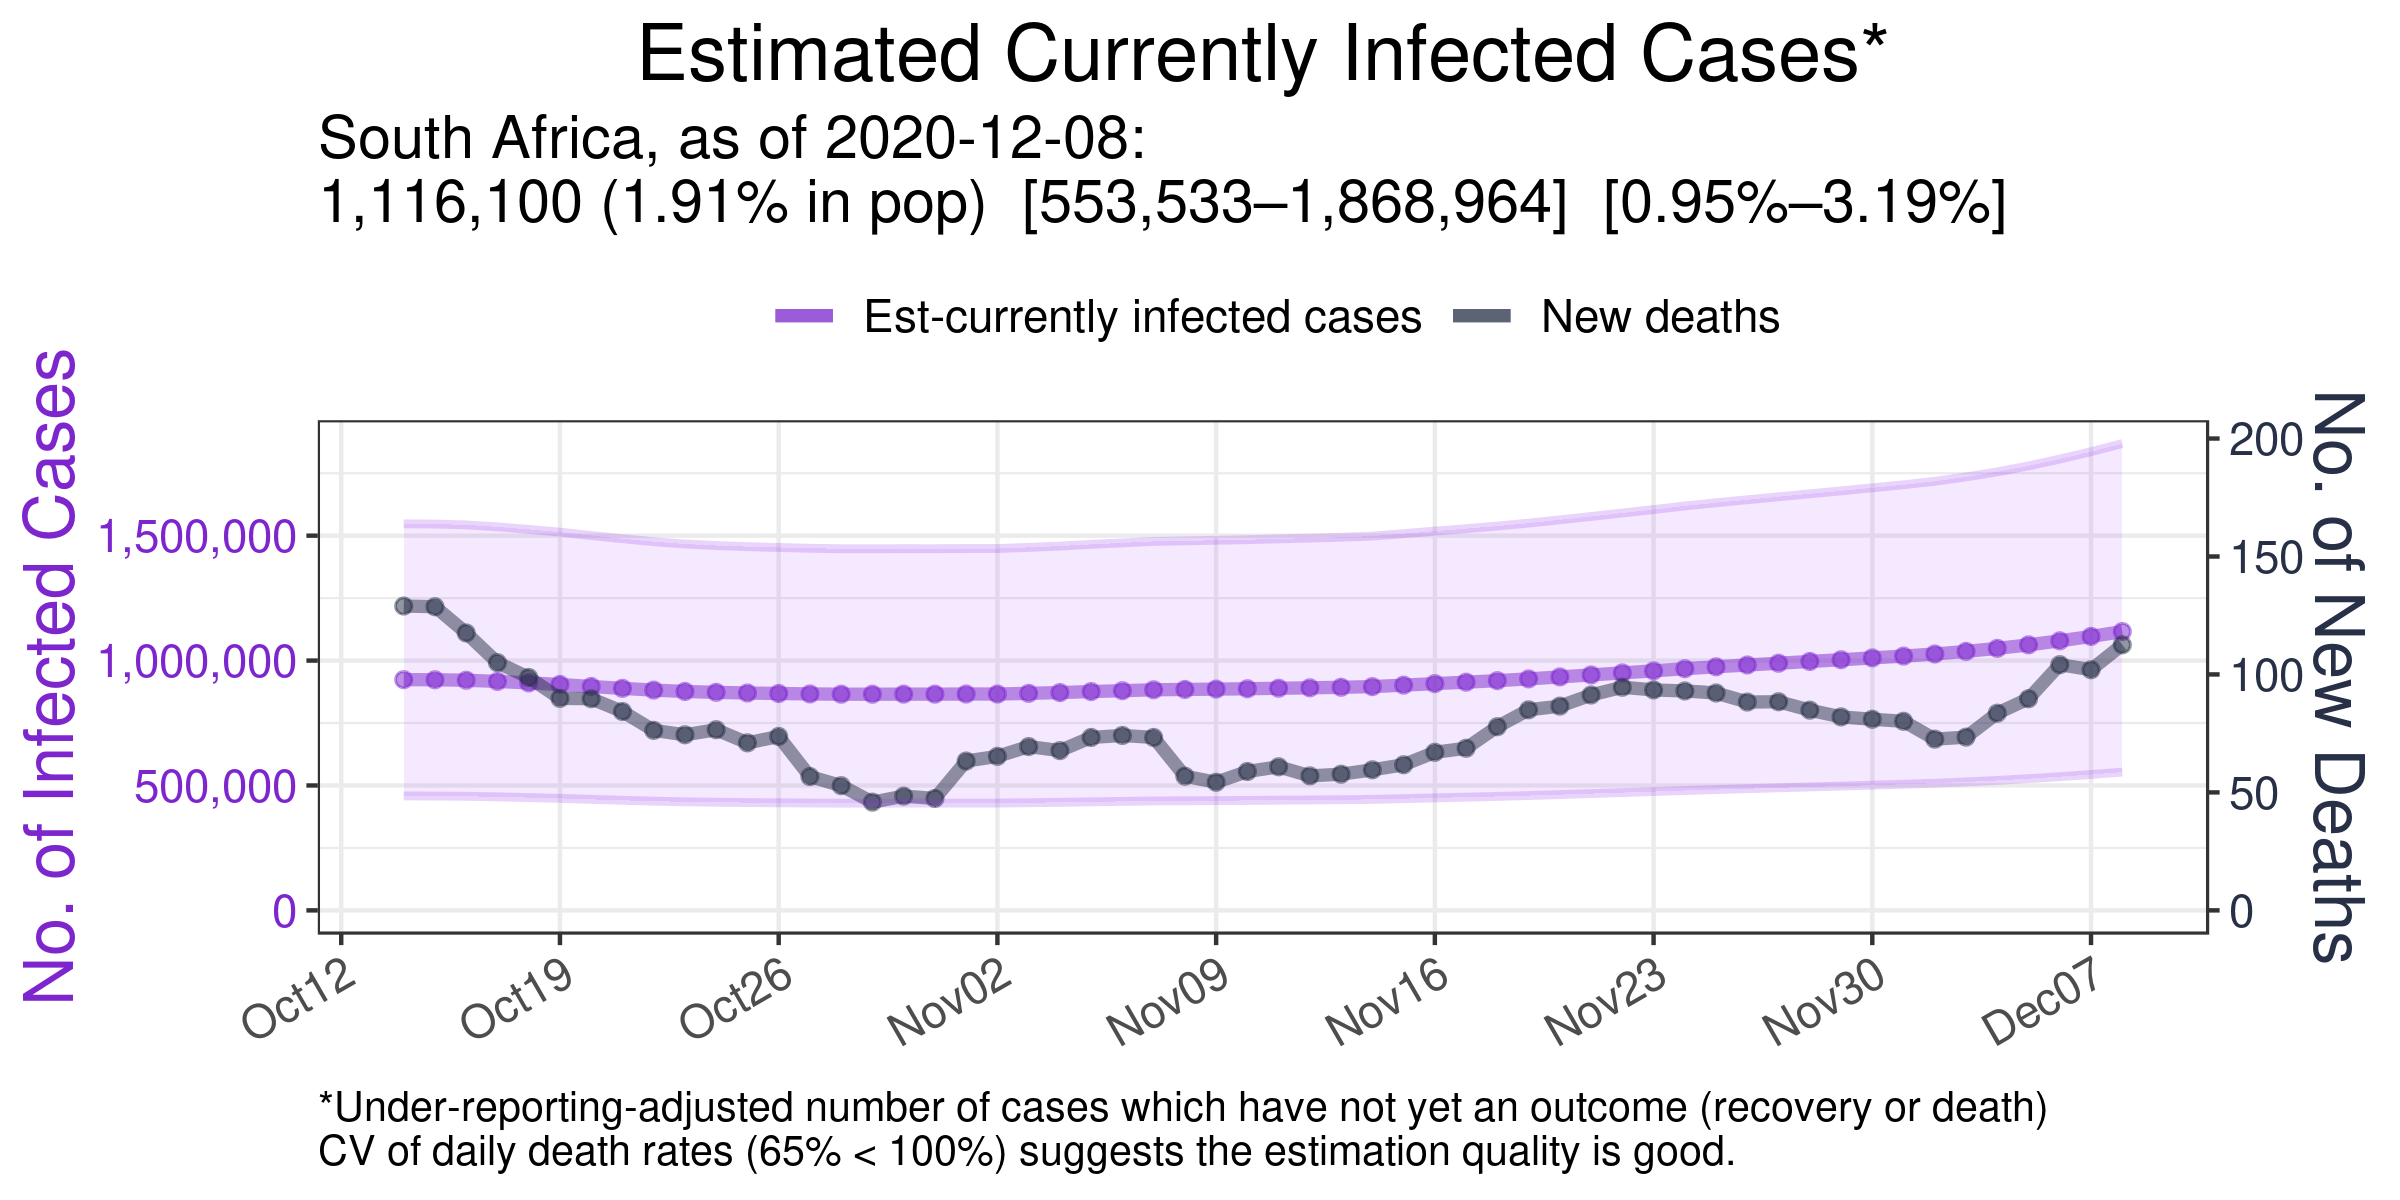 Estimated Currently Infected Cases*
South Africa, as of 2020-12-08:
1,116,100 (1.91% in pop)  [553,533–1,868,964]  [0.95%–3.19%]
Est-currently infected cases
New deaths
No. of Infected Cases
1,500,000
1,000,000
500,000
0
200
150
100
50
0
No. of New Deaths
Oct12
Oct19
Oct26
Nov02
Nov09
Nov16
Nov23
Nov30
Dec07
*Under-reporting-adjusted number of cases which have not yet an outcome (recovery or death)
CV of daily death rates (65% < 100%) suggests the estimation quality is good.